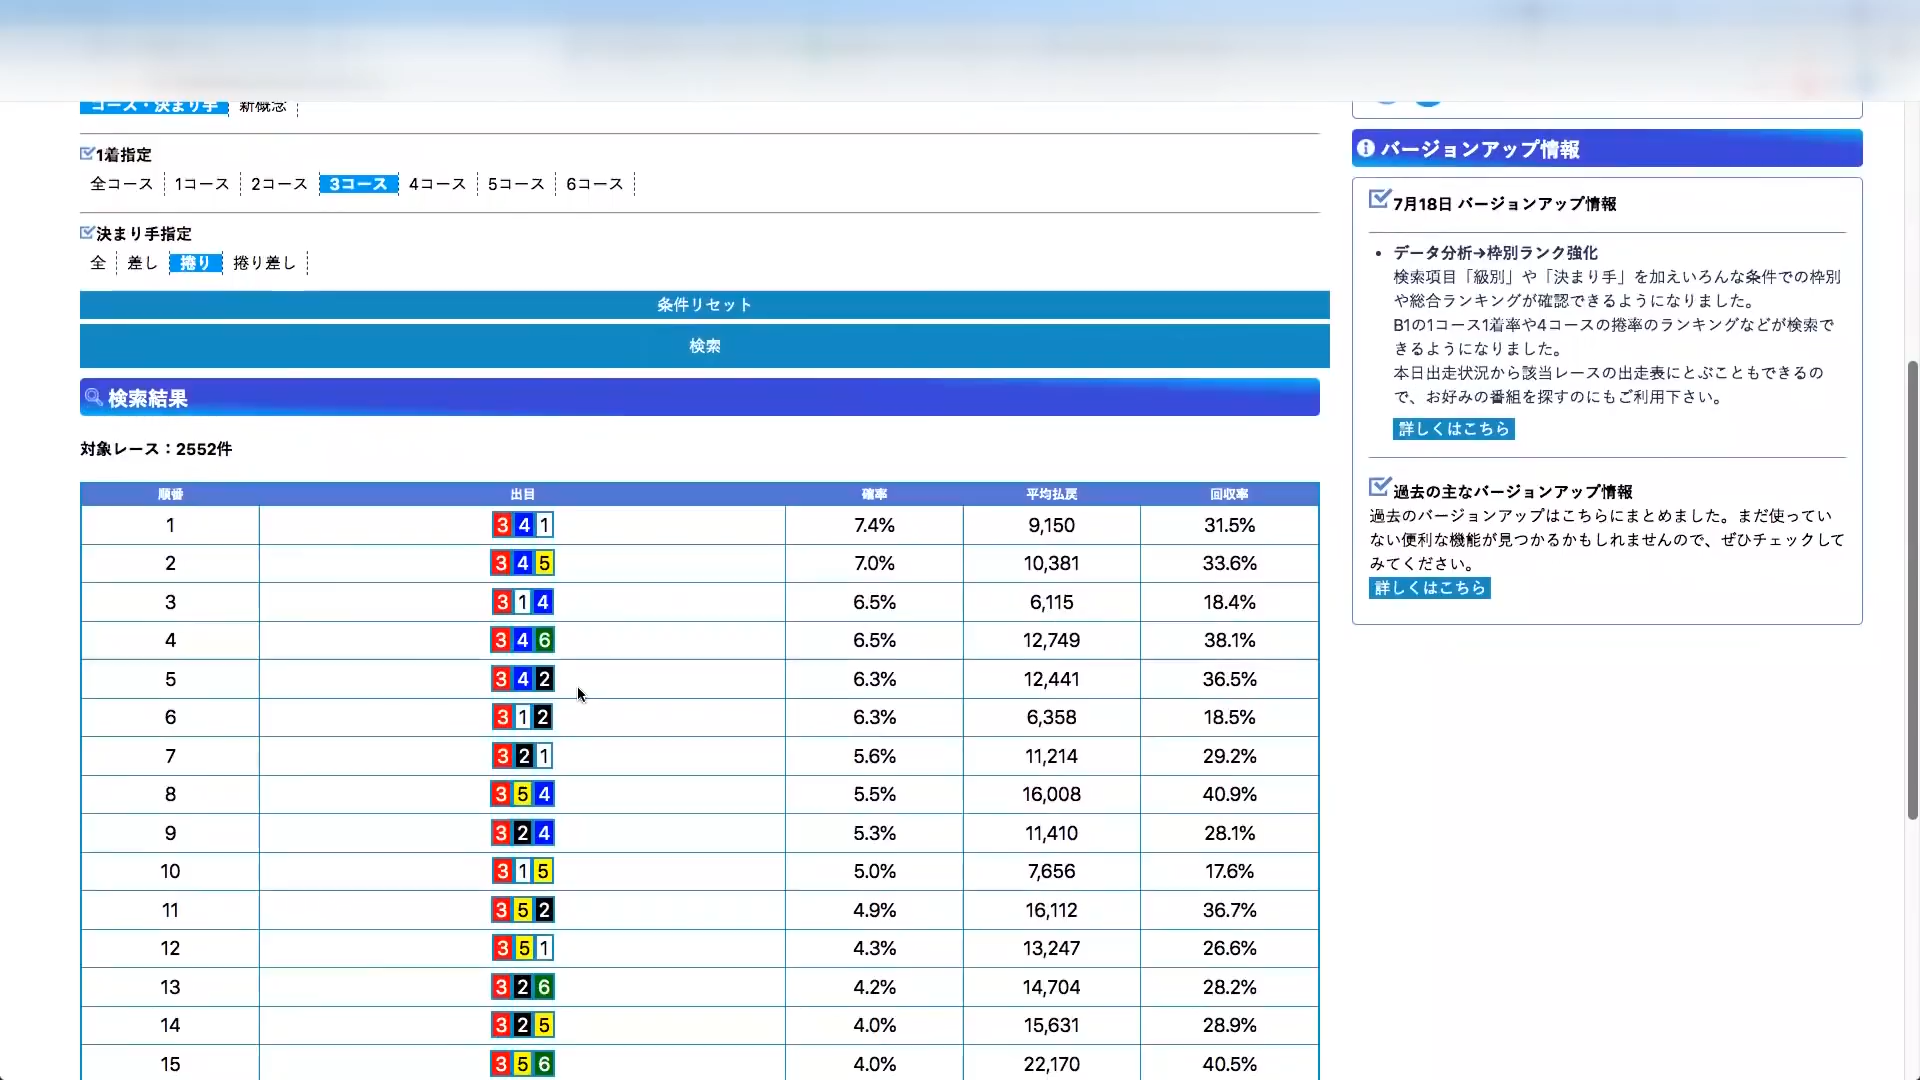 コース・決まり手 新概念
1着指定
全コース 1コース 2コース 3コース 4コース 5コース 6コース
決まり手指定
全 差し 捲り 捲り差し
条件リセット
検索
検索結果
対象レース：2552件
順番 出目 確率 平均払戻 回収率
1 3 4 1 7.4% 9,150 31.5%
2 3 4 5 7.0% 10,381 33.6%
3 3 1 4 6.5% 6,115 18.4%
4 3 4 6 6.5% 12,749 38.1%
5 3 4 2 6.3% 12,441 36.5%
6 3 1 2 6.3% 6,358 18.5%
7 3 2 1 5.6% 11,214 29.2%
8 3 5 4 5.5% 16,008 40.9%
9 3 2 4 5.3% 11,410 28.1%
10 3 1 5 5.0% 7,656 17.6%
11 3 5 2 4.9% 16,112 36.7%
12 3 5 1 4.3% 13,247 26.6%
13 3 2 6 4.2% 14,704 28.2%
14 3 2 5 4.0% 15,631 28.9%
15 3 5 6 4.0% 22,170 40.5%
バージョンアップ情報
7月18日 バージョンアップ情報
データ分析→枠別ランク強化
検索項目「級別」や「決まり手」を加えいろんな条件での枠別
や総合ランキングが確認できるようになりました。
B1の1コース1着率や4コースの捲率のランキングなどが検索で
きるようになりました。
本日出走状況から該当レースの出走表にとぶこともできるの
で、お好みの番組を探すのにもご利用下さい。
詳しくはこちら
過去の主なバージョンアップ情報
過去のバージョンアップはこちらにまとめました。まだ使ってい
ない便利な機能が見つかるかもしれませんので、ぜひチェックして
みてください。
詳しくはこちら